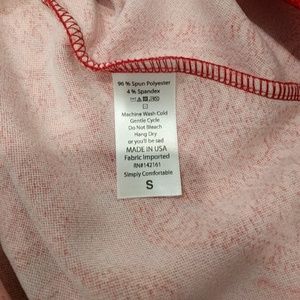 96 % Spun Polyester
4 % Spandex
Machine Wash Cold
Gentle Cycle
Do Not Bleach
Hang Dry
or you'll be sad
MADE IN USA
Fabric Imported
RN#142161
Simply Comfortable
S